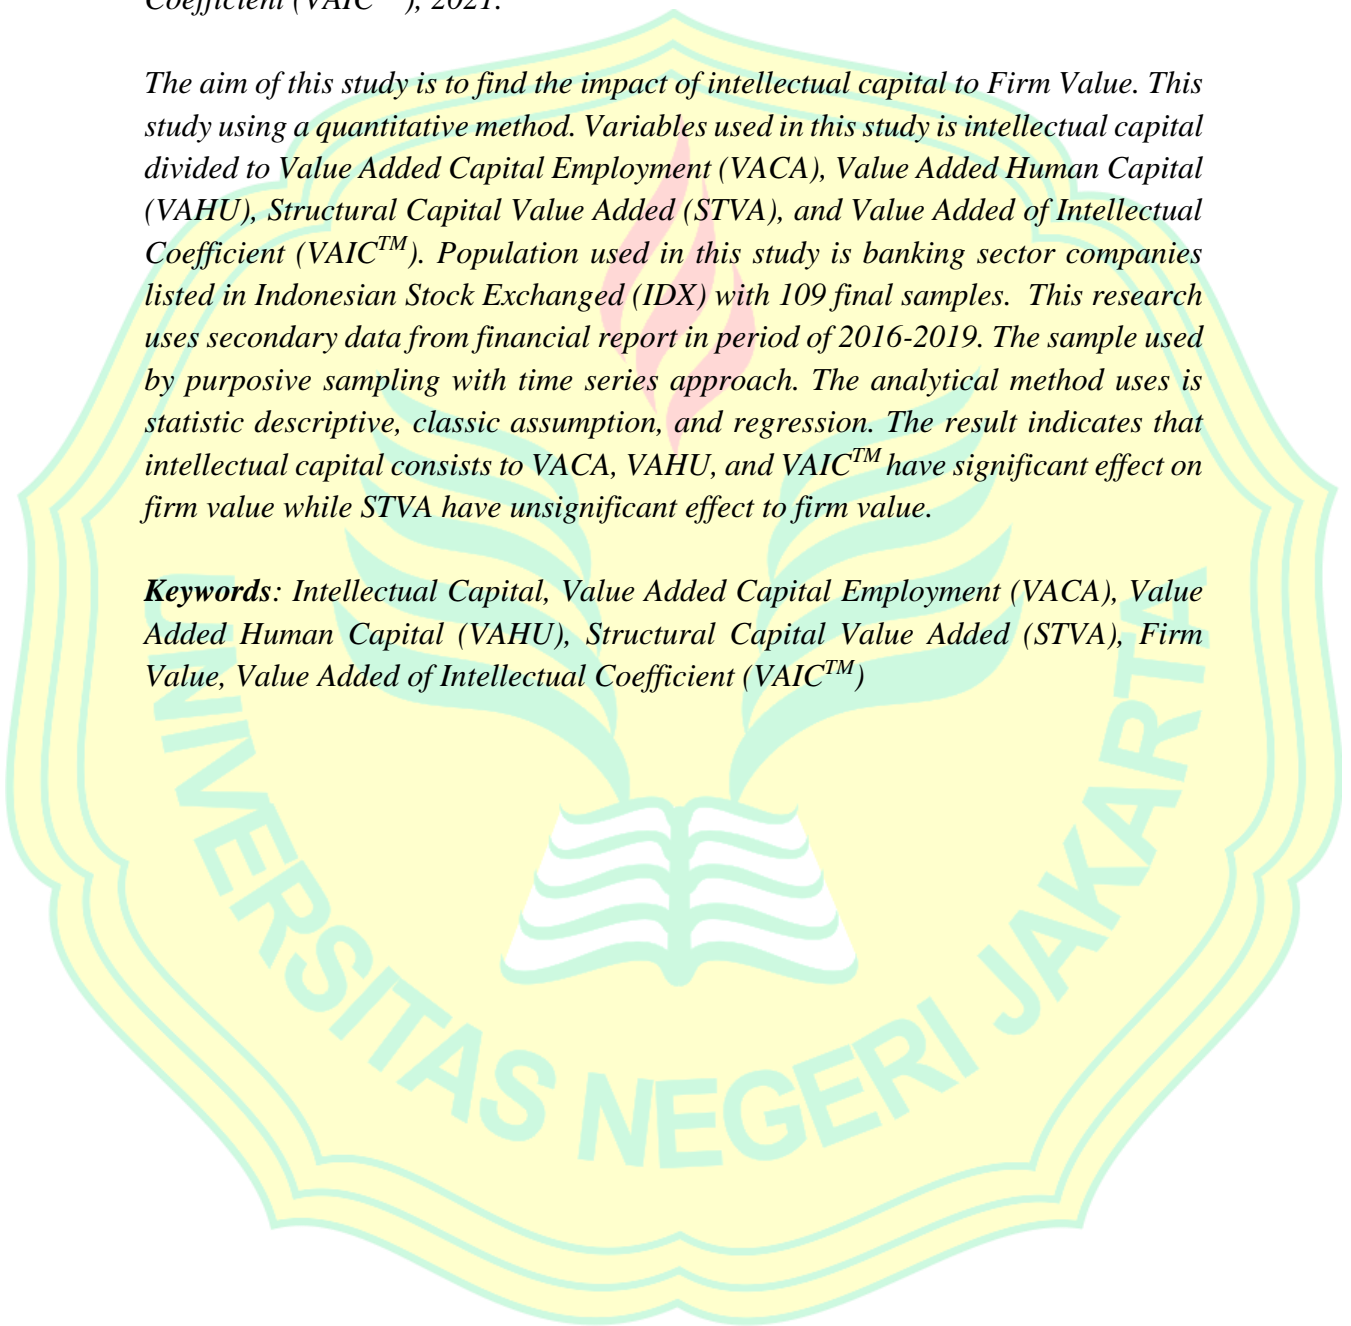 Coefficient (VAIC™), 2021.
The aim of this study is to find the impact of intellectual capital to Firm Value. This
study using a quantitative method. Variables used in this study is intellectual capital
divided to Value Added Capital Employment (VACA), Value Added Human Capital
(VAHU), Structural Capital Value Added (STVA), and Value Added of Intellectual
Coefficient (VAIC™). Population used in this study is banking sector companies
listed in Indonesian Stock Exchanged (IDX) with 109 final samples. This research
uses secondary data from financial report in period of 2016-2019. The sample used
by purposive sampling with time series approach. The analytical method uses is
statistic descriptive, classic assumption, and regression. The result indicates that
intellectual capital consists to VACA, VAHU, and VAIC™ have significant effect on
firm value while STVA have unsignificant effect to firm value.
Keywords: Intellectual Capital, Value Added Capital Employment (VACA), Value
Added Human Capital (VAHU), Structural Capital Value Added (STVA), Firm
Value, Value Added of Intellectual Coefficient (VAIC™)
UNIVERSITAS NEGERI JAKARTA